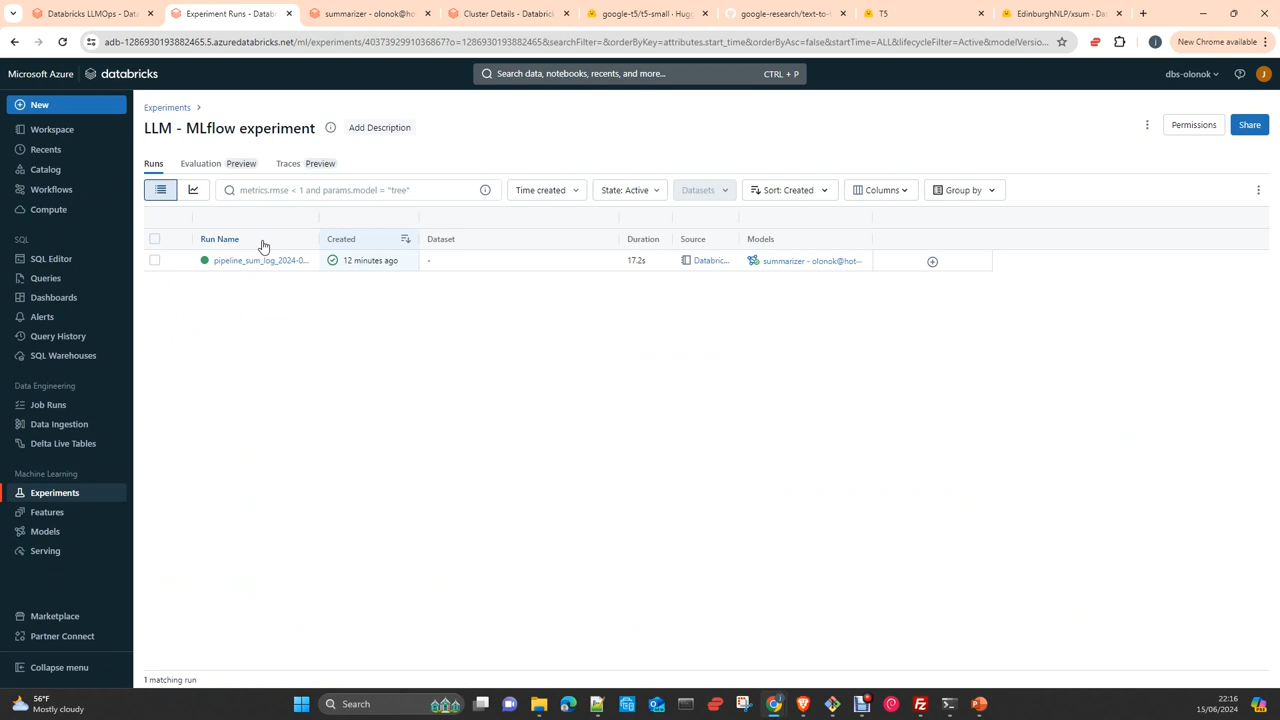 Databricks LLMOps
Experiment Runs - Datab
summarizer - olonok@ho
Cluster Details - Databric
google-t5/t5-small · Hugg
google-research/text-to-
T5
EdinburghNLP/xsum · Da
adb-1286930193882465.5.azuredatabricks.net/ml/experiments/403739299103686?o=1286930193882465&searchFilter=&orderByKey=attributes.start_time&orderByAsc=false&startTime=ALL&lifecycleFilter=Active&modelVersio...
New Chrome available
Microsoft Azure
databricks
Search data, notebooks, recents, and more...
CTRL + P
dbs-olonok
J
New
Workspace
Recents
Catalog
Workflows
Compute
SQL
SQL Editor
Queries
Dashboards
Alerts
Query History
SQL Warehouses
Data Engineering
Job Runs
Data Ingestion
Delta Live Tables
Machine Learning
Experiments
Features
Models
Serving
Marketplace
Partner Connect
Collapse menu
Experiments
LLM - MLflow experiment
Add Description
Permissions
Share
Runs
Evaluation Preview
Traces Preview
metrics.rmse < 1 and params.model = "tree"
Time created
State: Active
Datasets
Sort: Created
Columns
Group by
Run Name
Created
Dataset
Duration
Source
Models
pipeline_sum_log_2024-0...
12 minutes ago
-
17.2s
Databric...
summarizer - olonok@hot...
1 matching run
56°F
Mostly cloudy
Search
22:16
15/06/2024